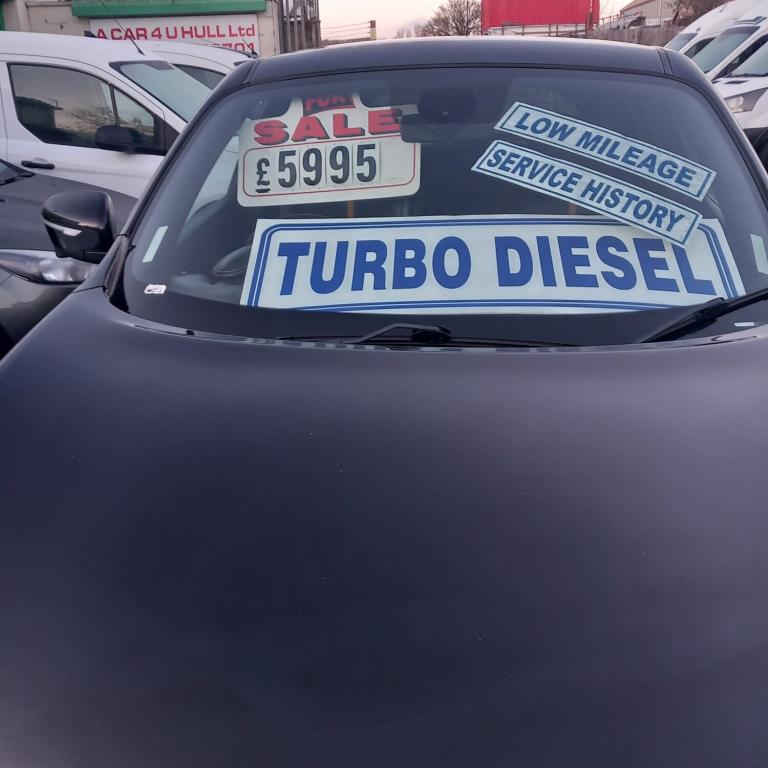 A CAR 4 U HULL Ltd
FOR
SALE
£5995
LOW MILEAGE
SERVICE HISTORY
TURBO DIESEL